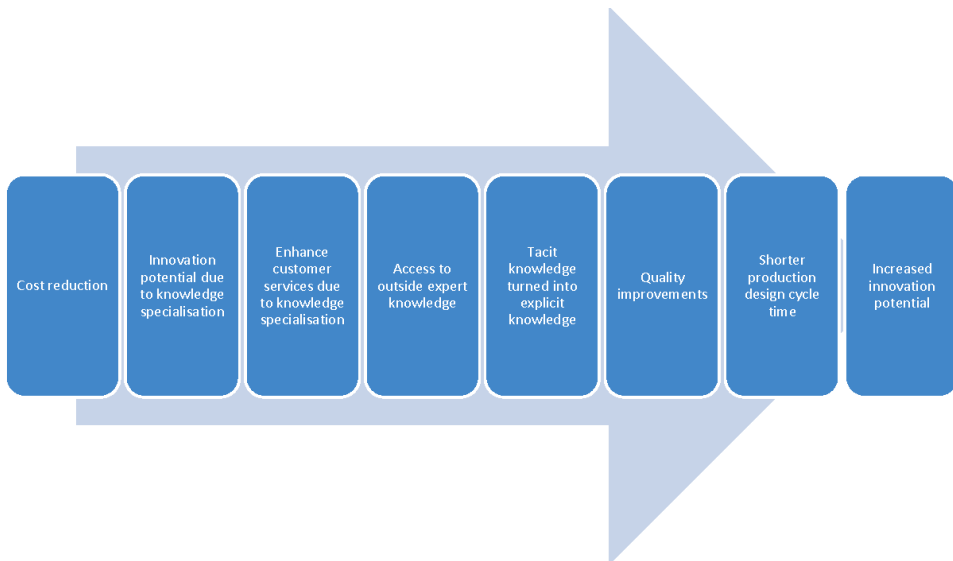 Cost reduction
Innovation
potential due
to knowledge
specialisation
Enhance
customer
services due
to knowledge
specialisation
Access to
outside expert
knowledge
Tacit
knowledge
turned into
explicit
knowledge
Quality
improvements
Shorter
production
design cycle
time
Increased
innovation
potential